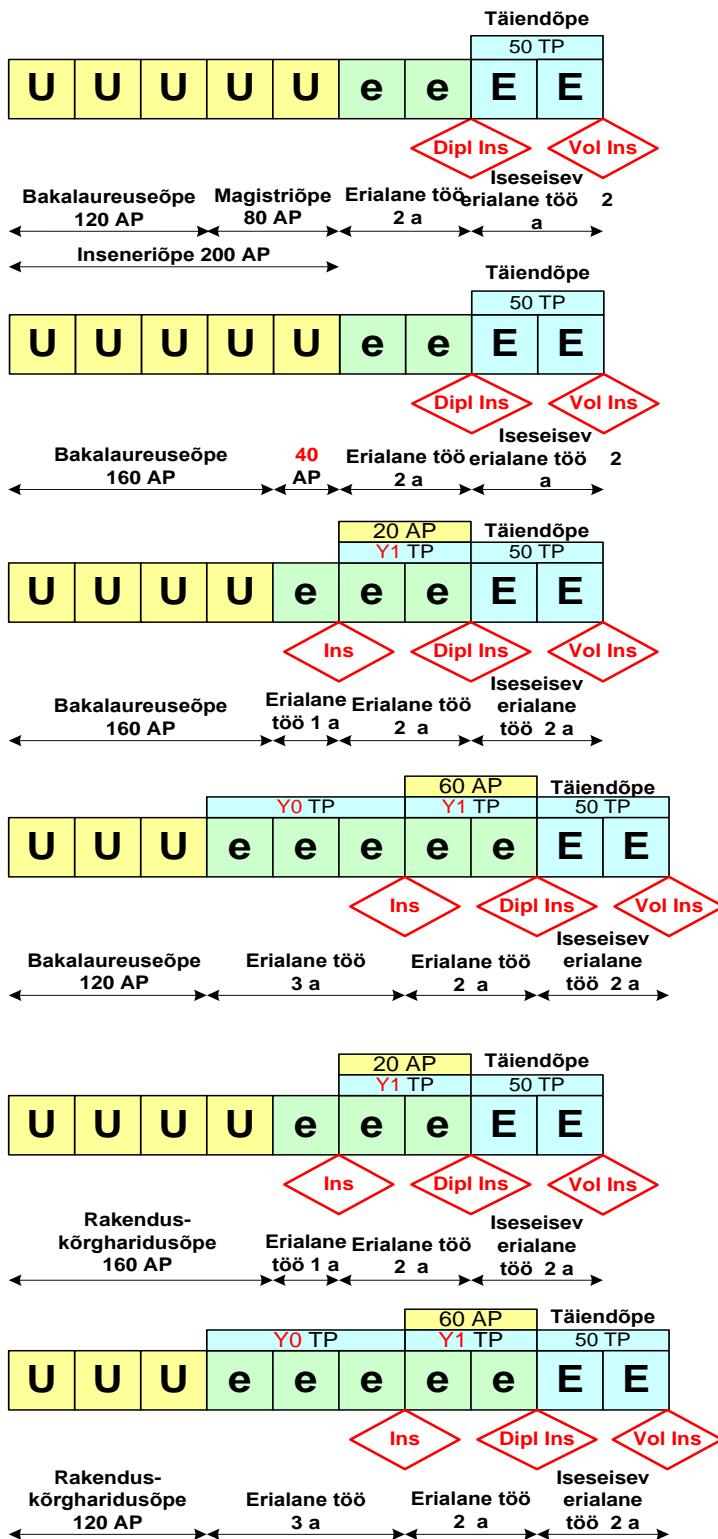 Täiendõpe
50 TP
U U U U U e e E E
Dipl Ins Vol Ins
Bakalaureuseõpe 120 AP
Magistriõpe 80 AP
Erialane töö 2 a
Iseseisev erialane töö 2 a
Inseneriõpe 200 AP
Täiendõpe
50 TP
U U U U U e e E E
Dipl Ins Vol Ins
Bakalaureuseõpe 160 AP
40 AP
Erialane töö 2 a
Iseseisev erialane töö 2 a
20 AP Täiendõpe
Y1 TP 50 TP
U U U U e e e E E
Ins Dipl Ins Vol Ins
Bakalaureuseõpe 160 AP
Erialane töö 1 a
Erialane töö 2 a
Iseseisev erialane töö 2 a
60 AP Täiendõpe
Y0 TP Y1 TP 50 TP
U U U e e e e e E E
Ins Dipl Ins Vol Ins
Bakalaureuseõpe 120 AP
Erialane töö 3 a
Erialane töö 2 a
Iseseisev erialane töö 2 a
20 AP Täiendõpe
Y1 TP 50 TP
U U U U e e e E E
Ins Dipl Ins Vol Ins
Rakendus-
kõrgharidusõpe
160 AP
Erialane töö 1 a
Erialane töö 2 a
Iseseisev erialane töö 2 a
60 AP Täiendõpe
Y0 TP Y1 TP 50 TP
U U U e e e e e E E
Ins Dipl Ins Vol Ins
Rakendus-
kõrgharidusõpe
120 AP
Erialane töö 3 a
Erialane töö 2 a
Iseseisev erialane töö 2 a